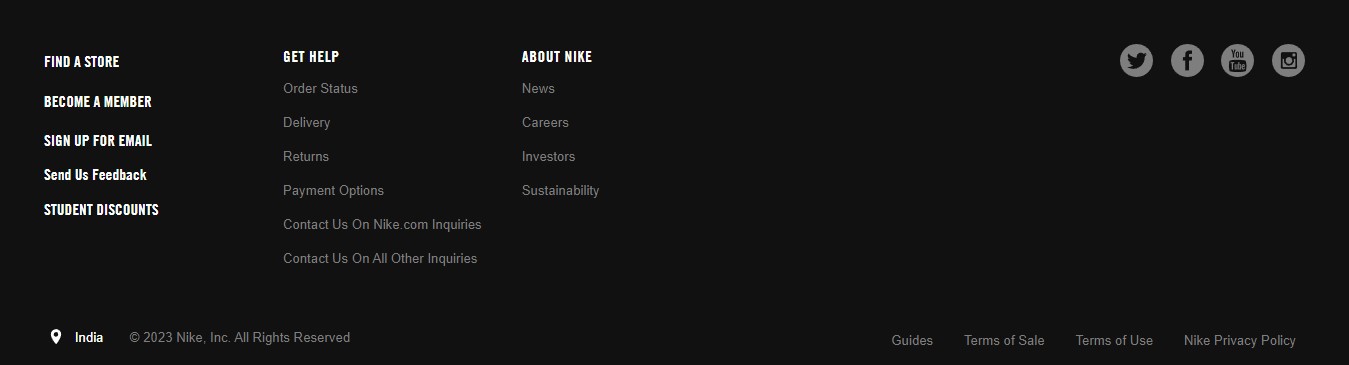 FIND A STORE
BECOME A MEMBER
SIGN UP FOR EMAIL
Send Us Feedback
STUDENT DISCOUNTS
GET HELP
Order Status
Delivery
Returns
Payment Options
Contact Us On Nike.com Inquiries
Contact Us On All Other Inquiries
ABOUT NIKE
News
Careers
Investors
Sustainability
You
Tube
India
© 2023 Nike, Inc. All Rights Reserved
Guides
Terms of Sale
Terms of Use
Nike Privacy Policy